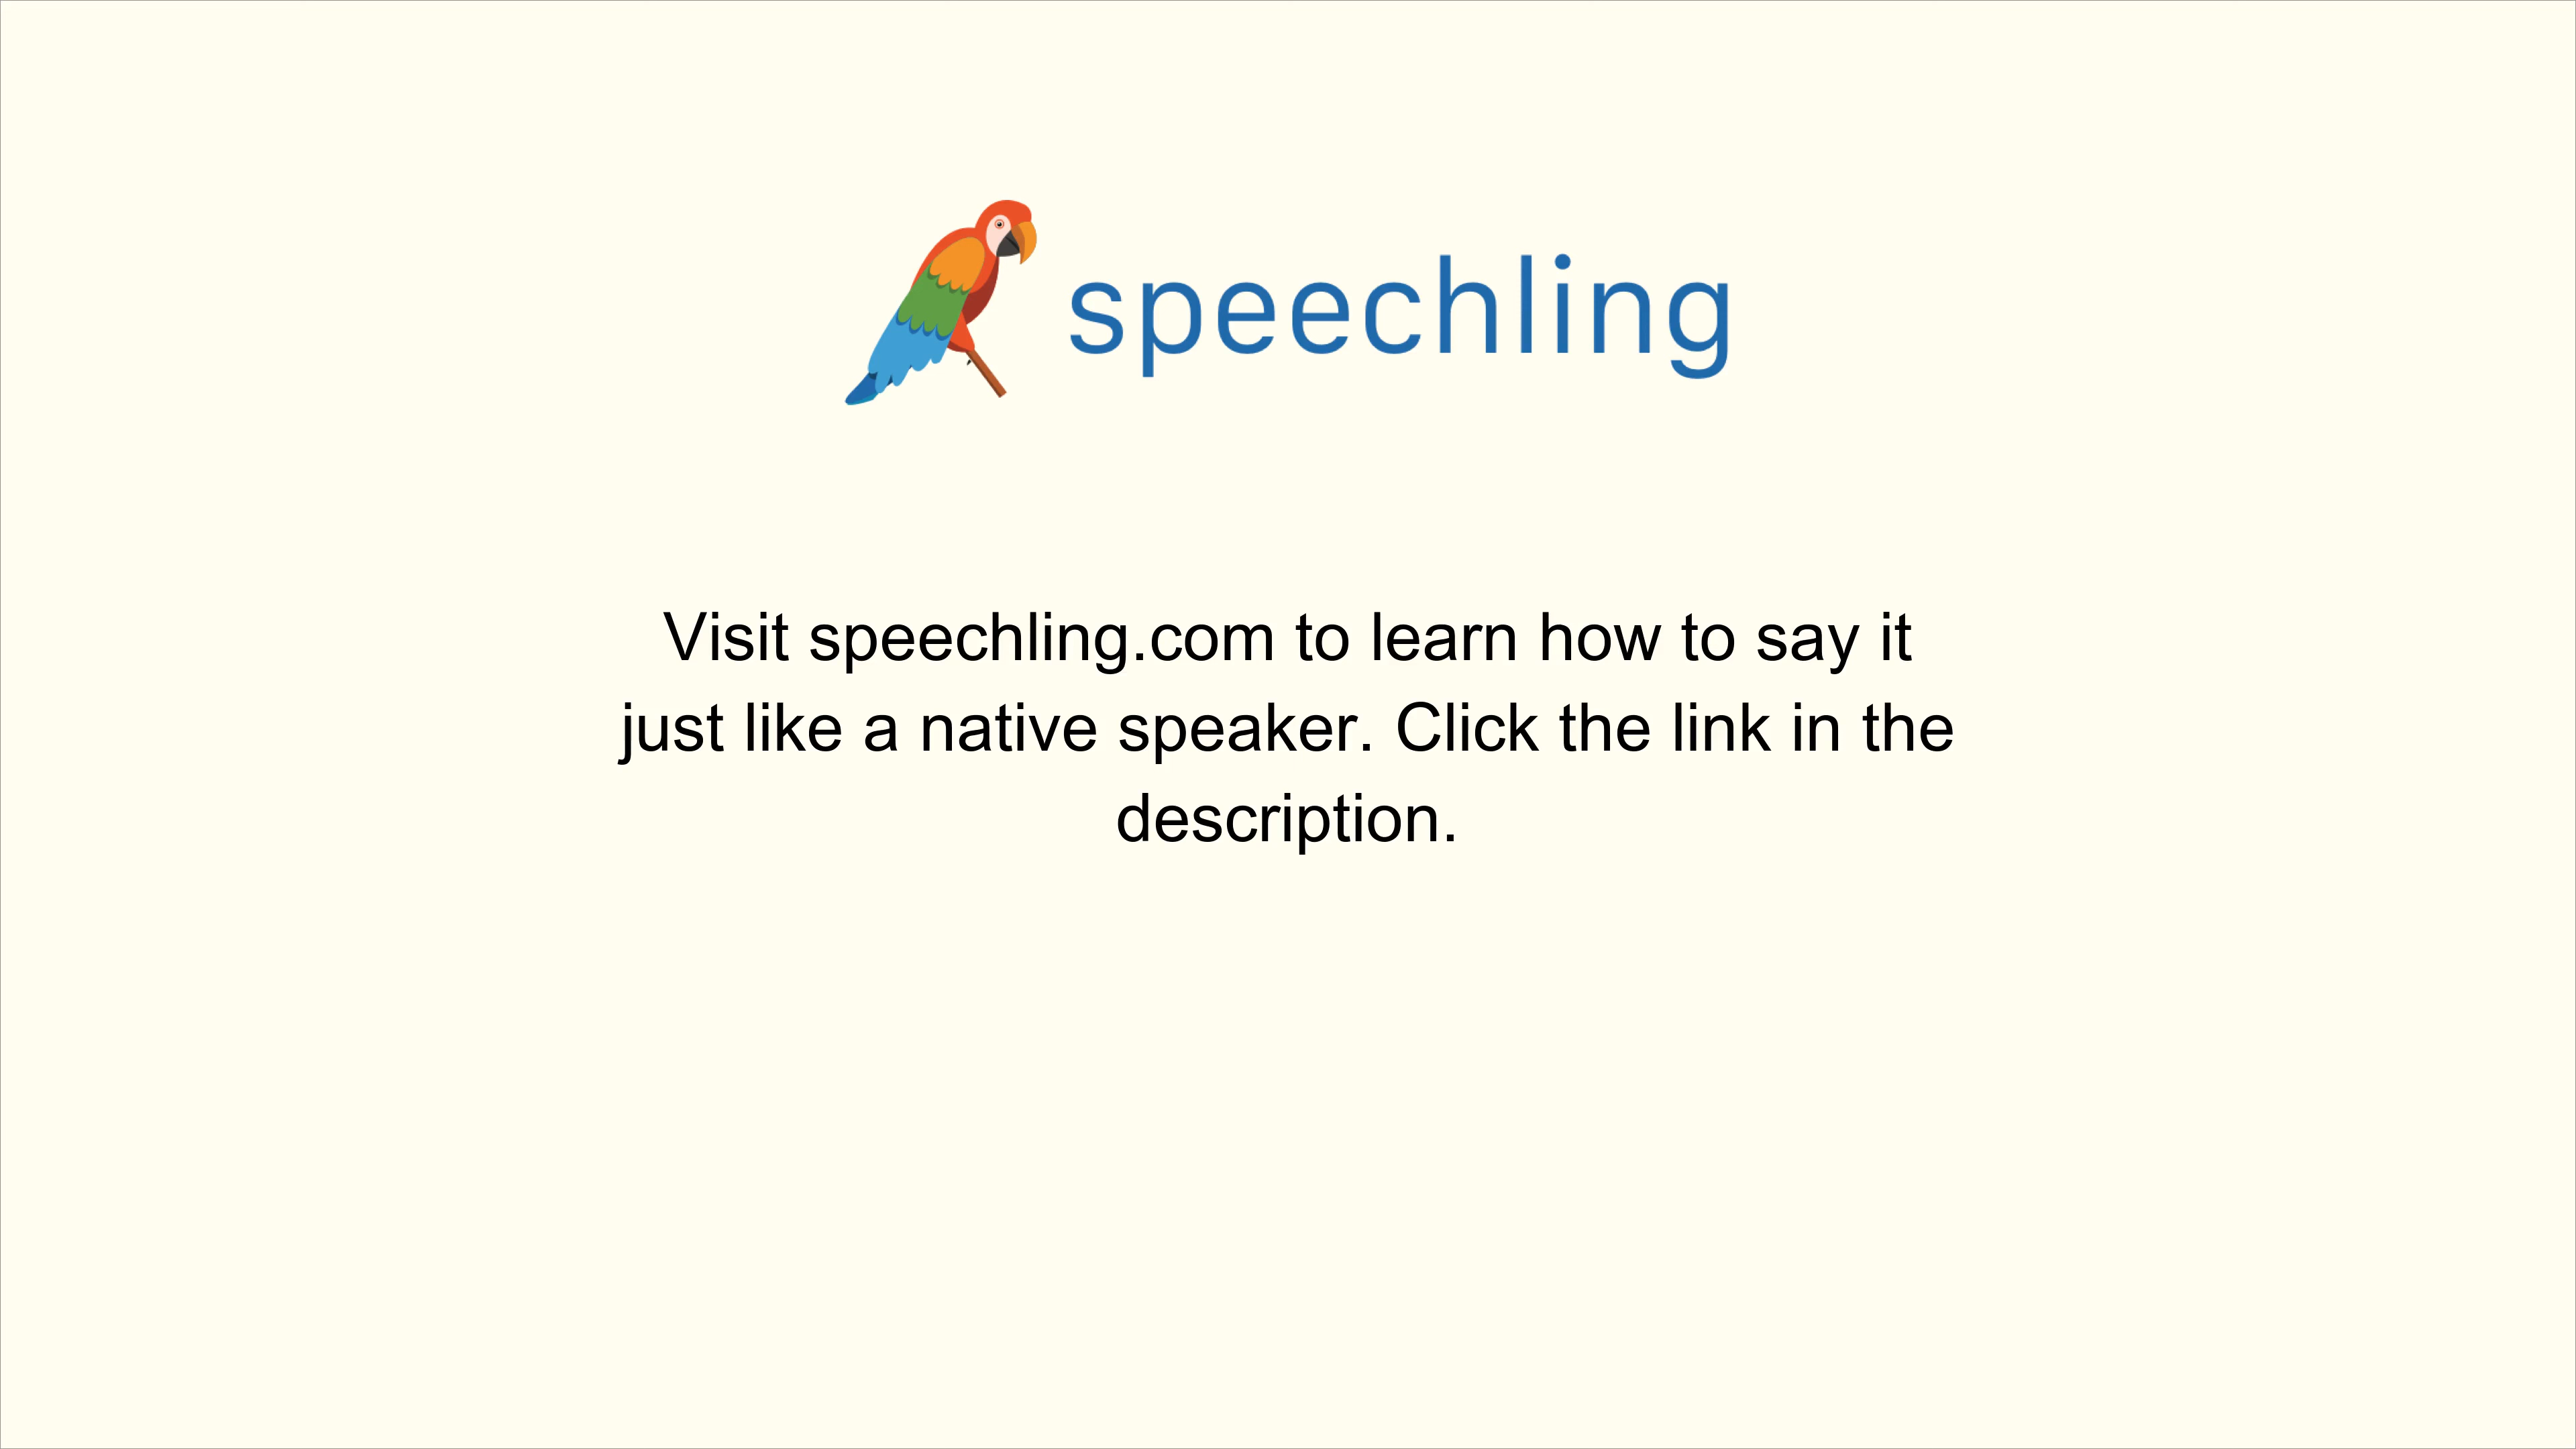 speechling
Visit speechling.com to learn how to say it
just like a native speaker. Click the link in the
description.